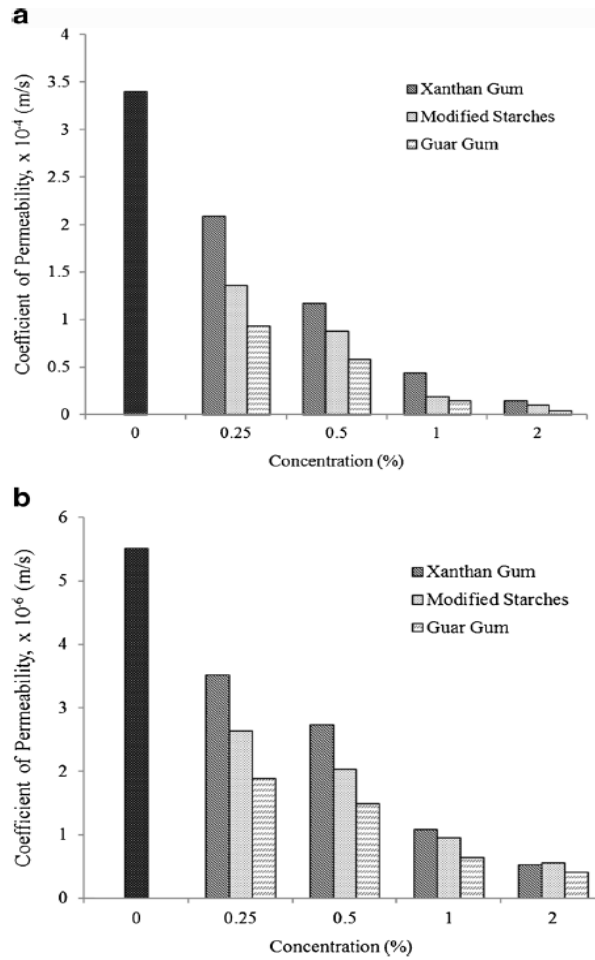 a
Coefficient of Permeability, x 10⁻⁴ (m/s)
4
3.5
3
2.5
2
1.5
1
0.5
0
Xanthan Gum
Modified Starches
Guar Gum
0 0.25 0.5 1 2
Concentration (%)
b
Coefficient of Permeability, x 10⁻⁶ (m/s)
6
5
4
3
2
1
0
Xanthan Gum
Modified Starches
Guar Gum
0 0.25 0.5 1 2
Concentration (%)